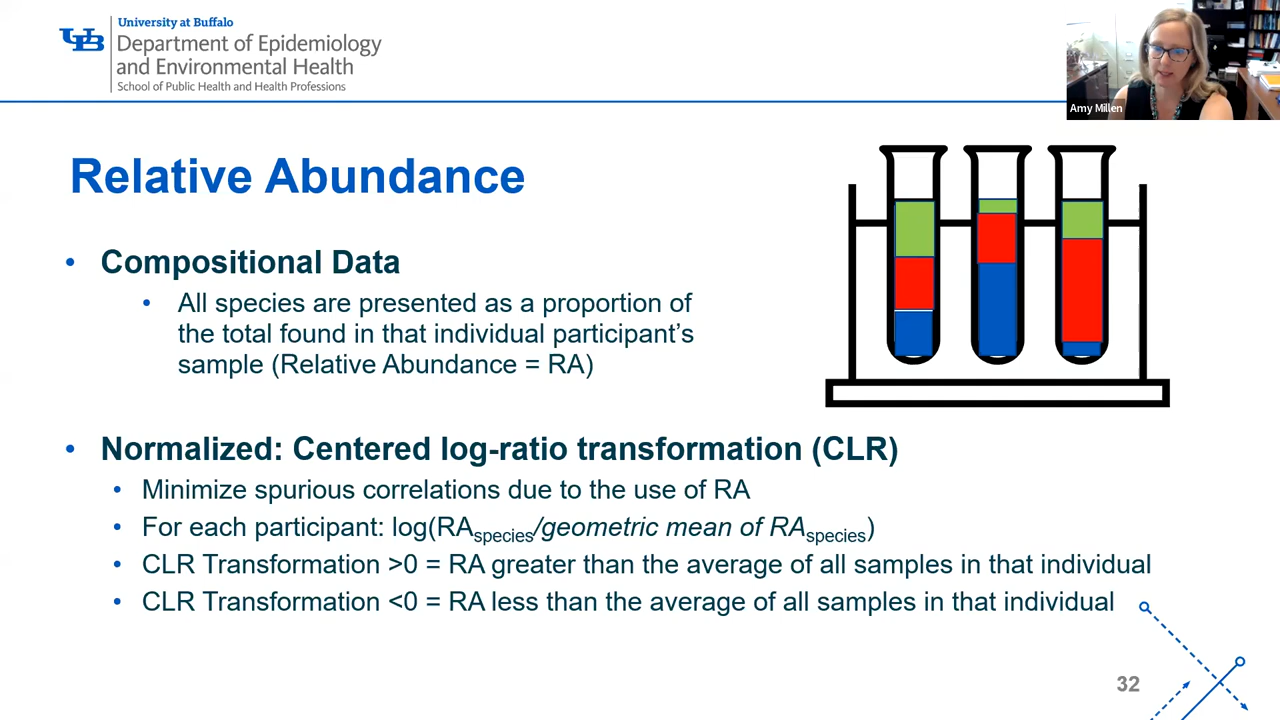 University at Buffalo
Department of Epidemiology
and Environmental Health
School of Public Health and Health Professions
UB
Amy Millen
Relative Abundance
• Compositional Data
• All species are presented as a proportion of
the total found in that individual participant's
sample (Relative Abundance = RA)
• Normalized: Centered log-ratio transformation (CLR)
• Minimize spurious correlations due to the use of RA
• For each participant: log(RAspecies/geometric mean of RAspecies)
• CLR Transformation >0 = RA greater than the average of all samples in that individual
• CLR Transformation <0 = RA less than the average of all samples in that individual
32